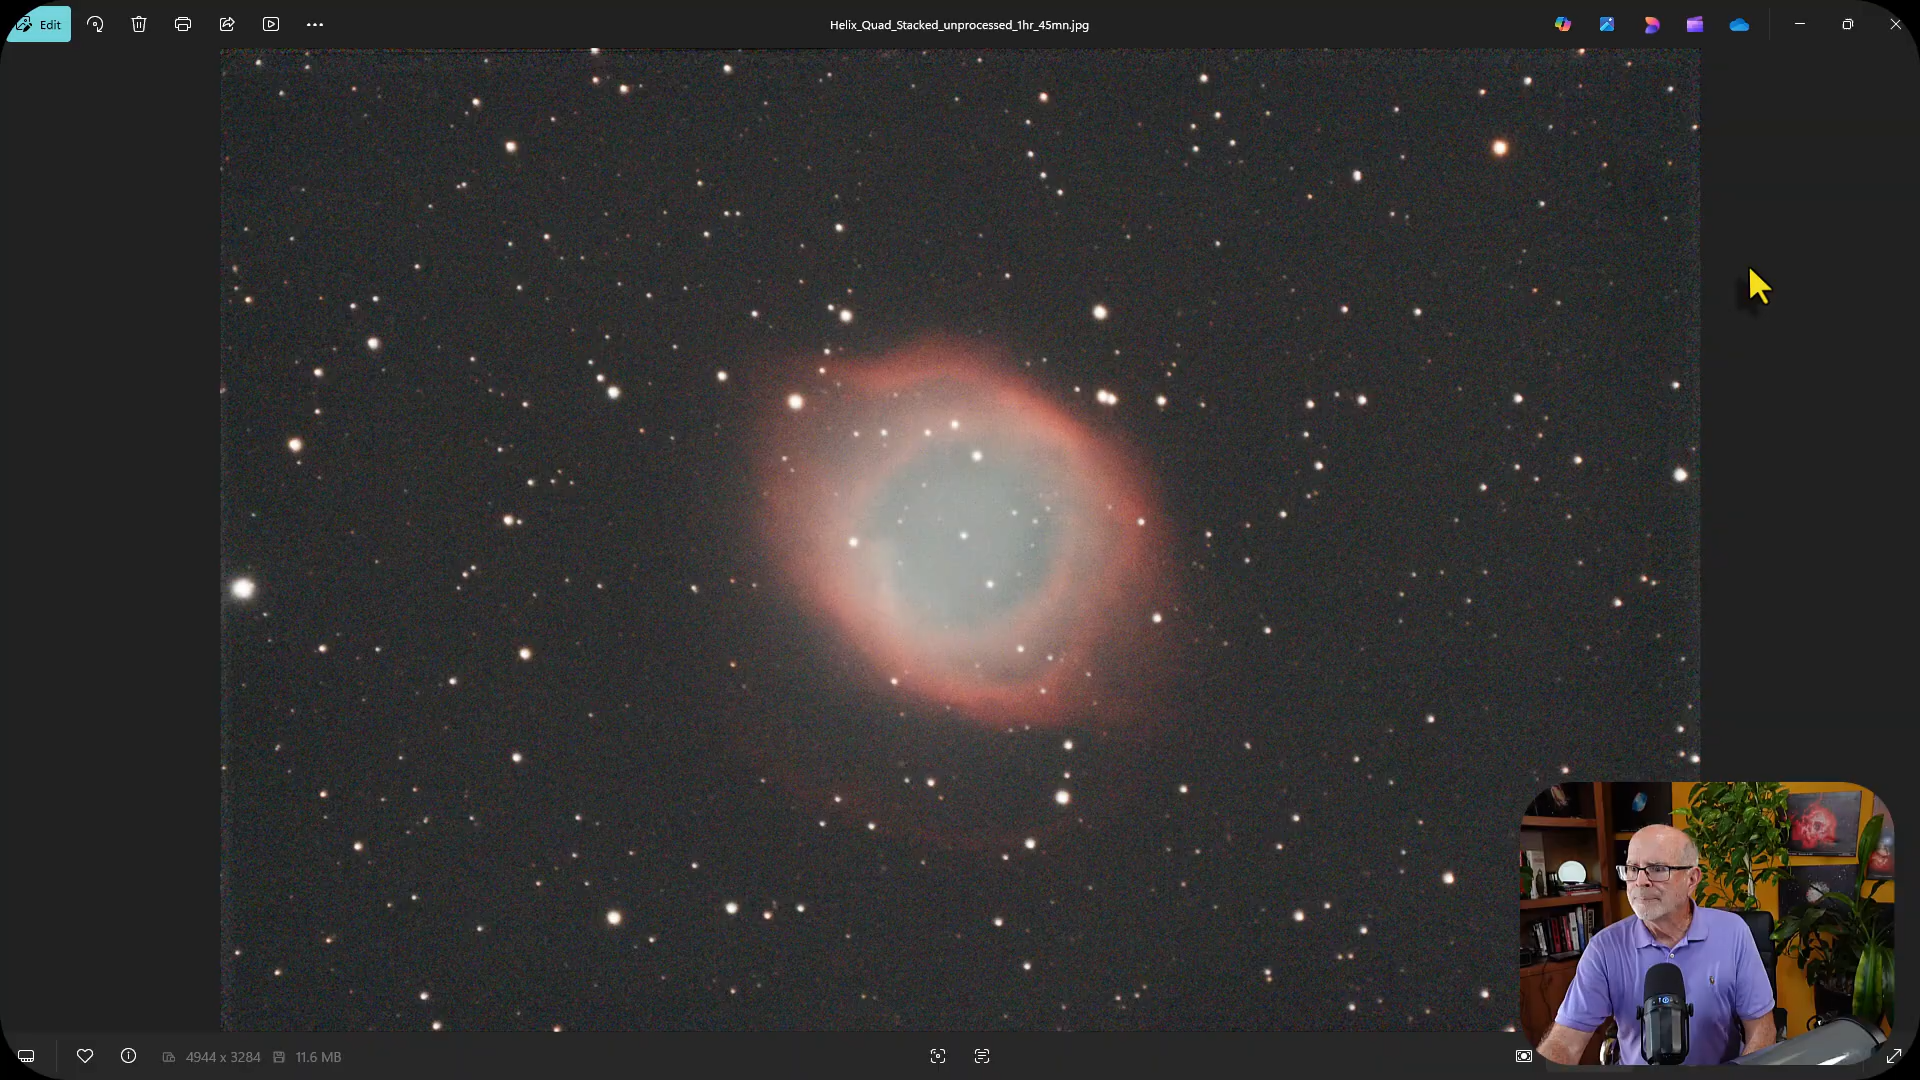 Edit
Helix_Quad_Stacked_unprocessed_1hr_45mn.jpg
4944 x 3284
11.6 MB